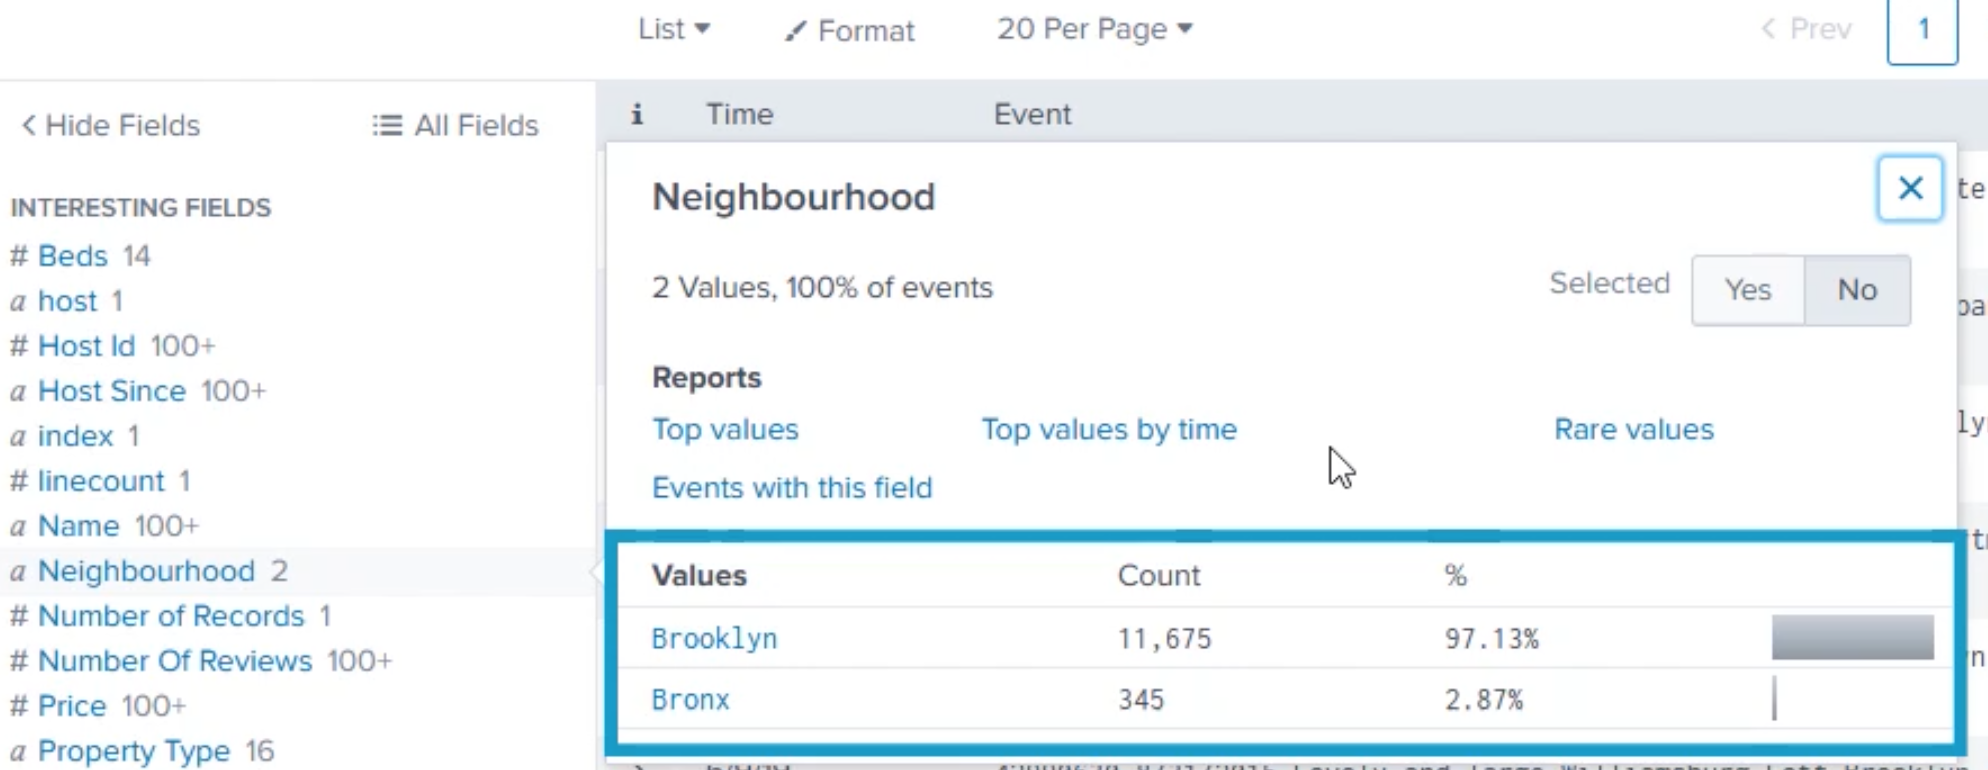 List Format 20 Per Page Prev 1
Hide Fields All Fields
i Time Event
INTERESTING FIELDS
# Beds 14
a host 1
# Host Id 100+
a Host Since 100+
a index 1
# linecount 1
a Name 100+
a Neighbourhood 2
# Number of Records 1
# Number Of Reviews 100+
# Price 100+
a Property Type 16
Neighbourhood
2 Values, 100% of events Selected Yes No
Reports
Top values Top values by time Rare values
Events with this field
Values Count %
Brooklyn 11,675 97.13%
Bronx 345 2.87%